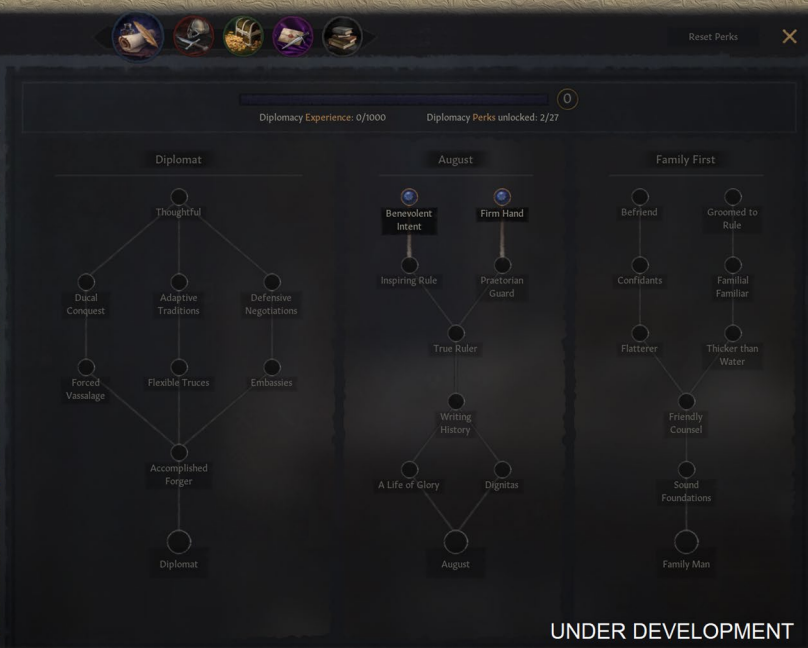 Reset Perks
0
Diplomacy Experience: 0/1000
Diplomacy Perks unlocked: 2/27
Diplomat
August
Family First
Thoughtful
Benevolent
Intent
Firm Hand
Befriend
Groomed to
Rule
Ducal
Conquest
Adaptive
Traditions
Defensive
Negotiations
Inspiring Rule
Praetorian
Guard
Confidants
Familial
Familiar
True Ruler
Flatterer
Thicker than
Water
Forced
Vassalage
Flexible Truces
Embassies
Writing
History
Friendly
Counsel
Accomplished
Forger
A Life of Glory
Dignitas
Sound
Foundations
Diplomat
August
Family Man
UNDER DEVELOPMENT